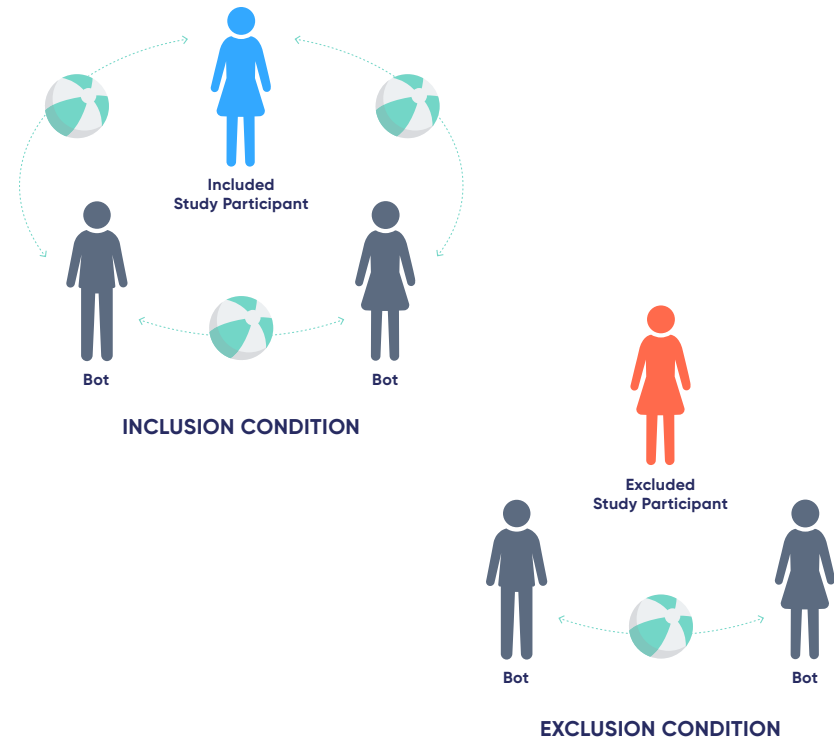 Included
Study Participant
Bot
Bot
INCLUSION CONDITION
Excluded
Study Participant
Bot
Bot
EXCLUSION CONDITION